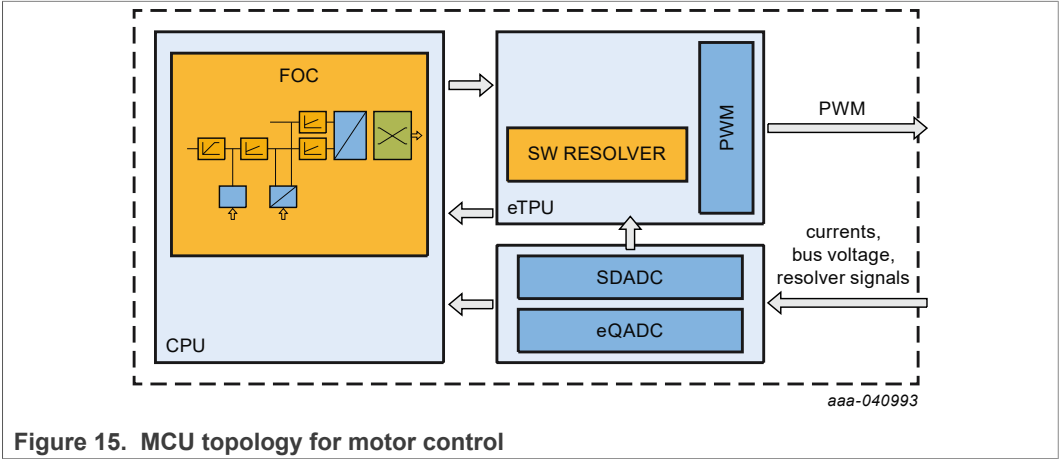 FOC
CPU
SW RESOLVER
PWM
eTPU
SDADC
eQADC
PWM
currents,
bus voltage,
resolver signals
aaa-040993
Figure 15. MCU topology for motor control